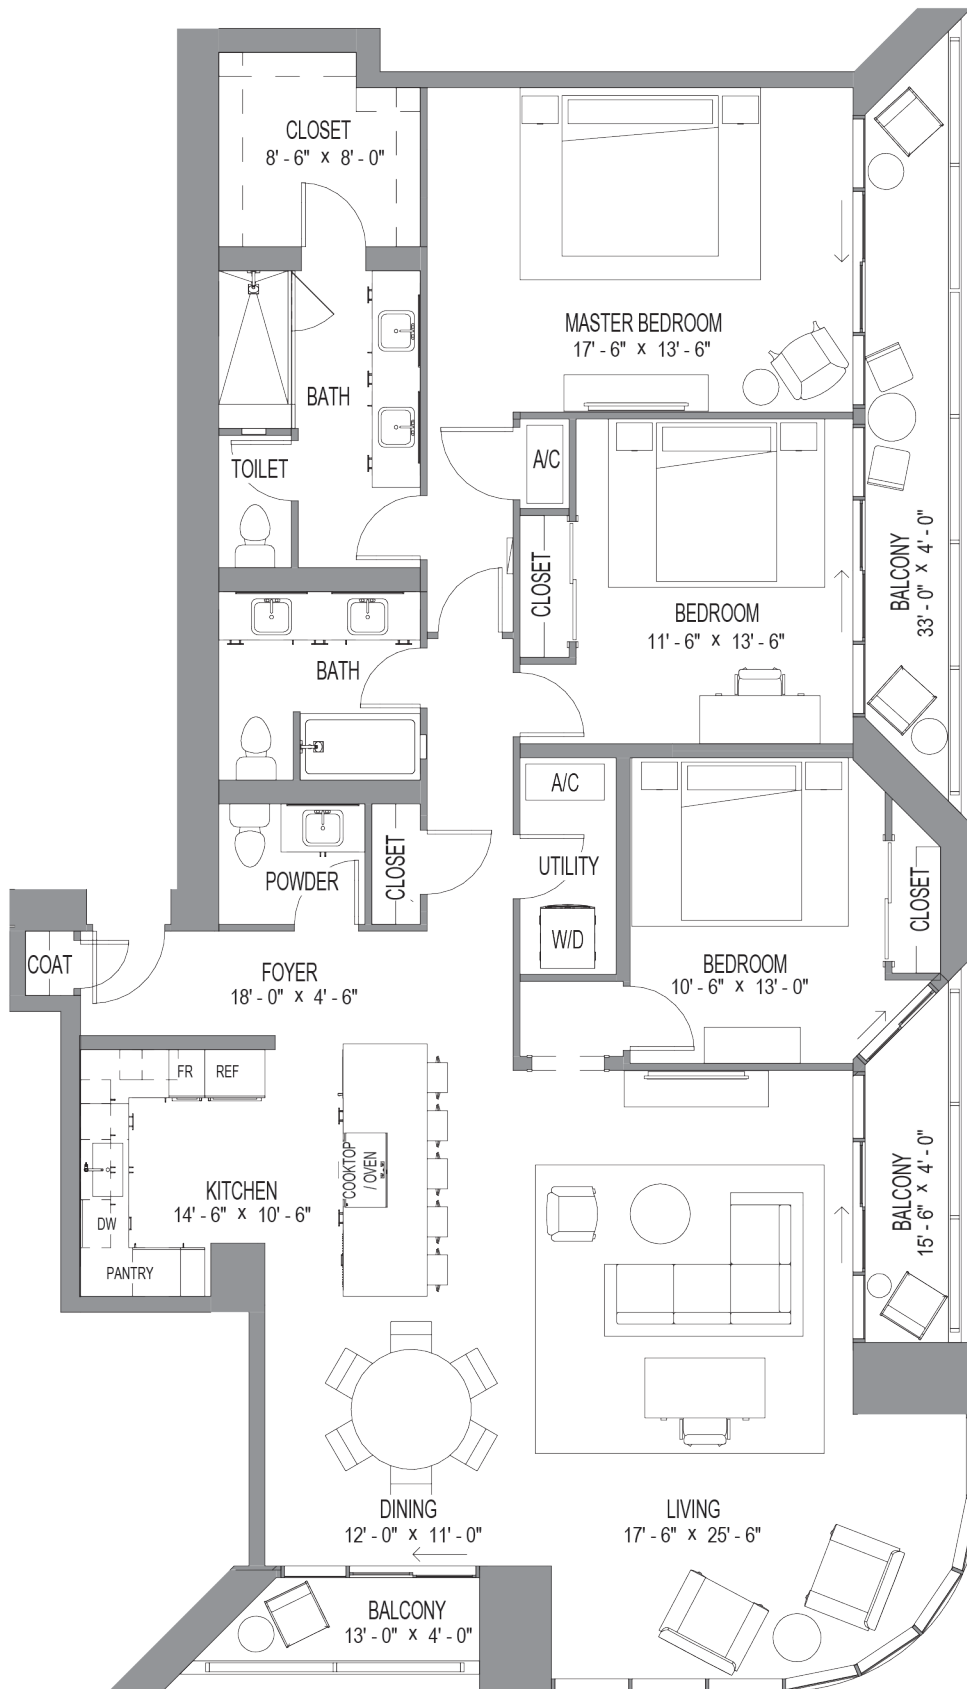 CLOSET
8' - 6" x 8' - 0"
MASTER BEDROOM
17' - 6" x 13' - 6"
BATH
TOILET
A/C
CLOSET
BALCONY
33' - 0" x 4' - 0"
BEDROOM
11' - 6" x 13' - 6"
BATH
A/C
UTILITY
CLOSET
POWDER
CLOSET
W/D
COAT
FOYER
18' - 0" x 4' - 6"
BEDROOM
10' - 6" x 13' - 0"
FR
REF
COOKTOP
/ OVEN
KITCHEN
14' - 6" x 10' - 6"
DW
PANTRY
BALCONY
15' - 6" x 4' - 0"
DINING
12' - 0" x 11' - 0"
LIVING
17' - 6" x 25' - 6"
BALCONY
13' - 0" x 4' - 0"